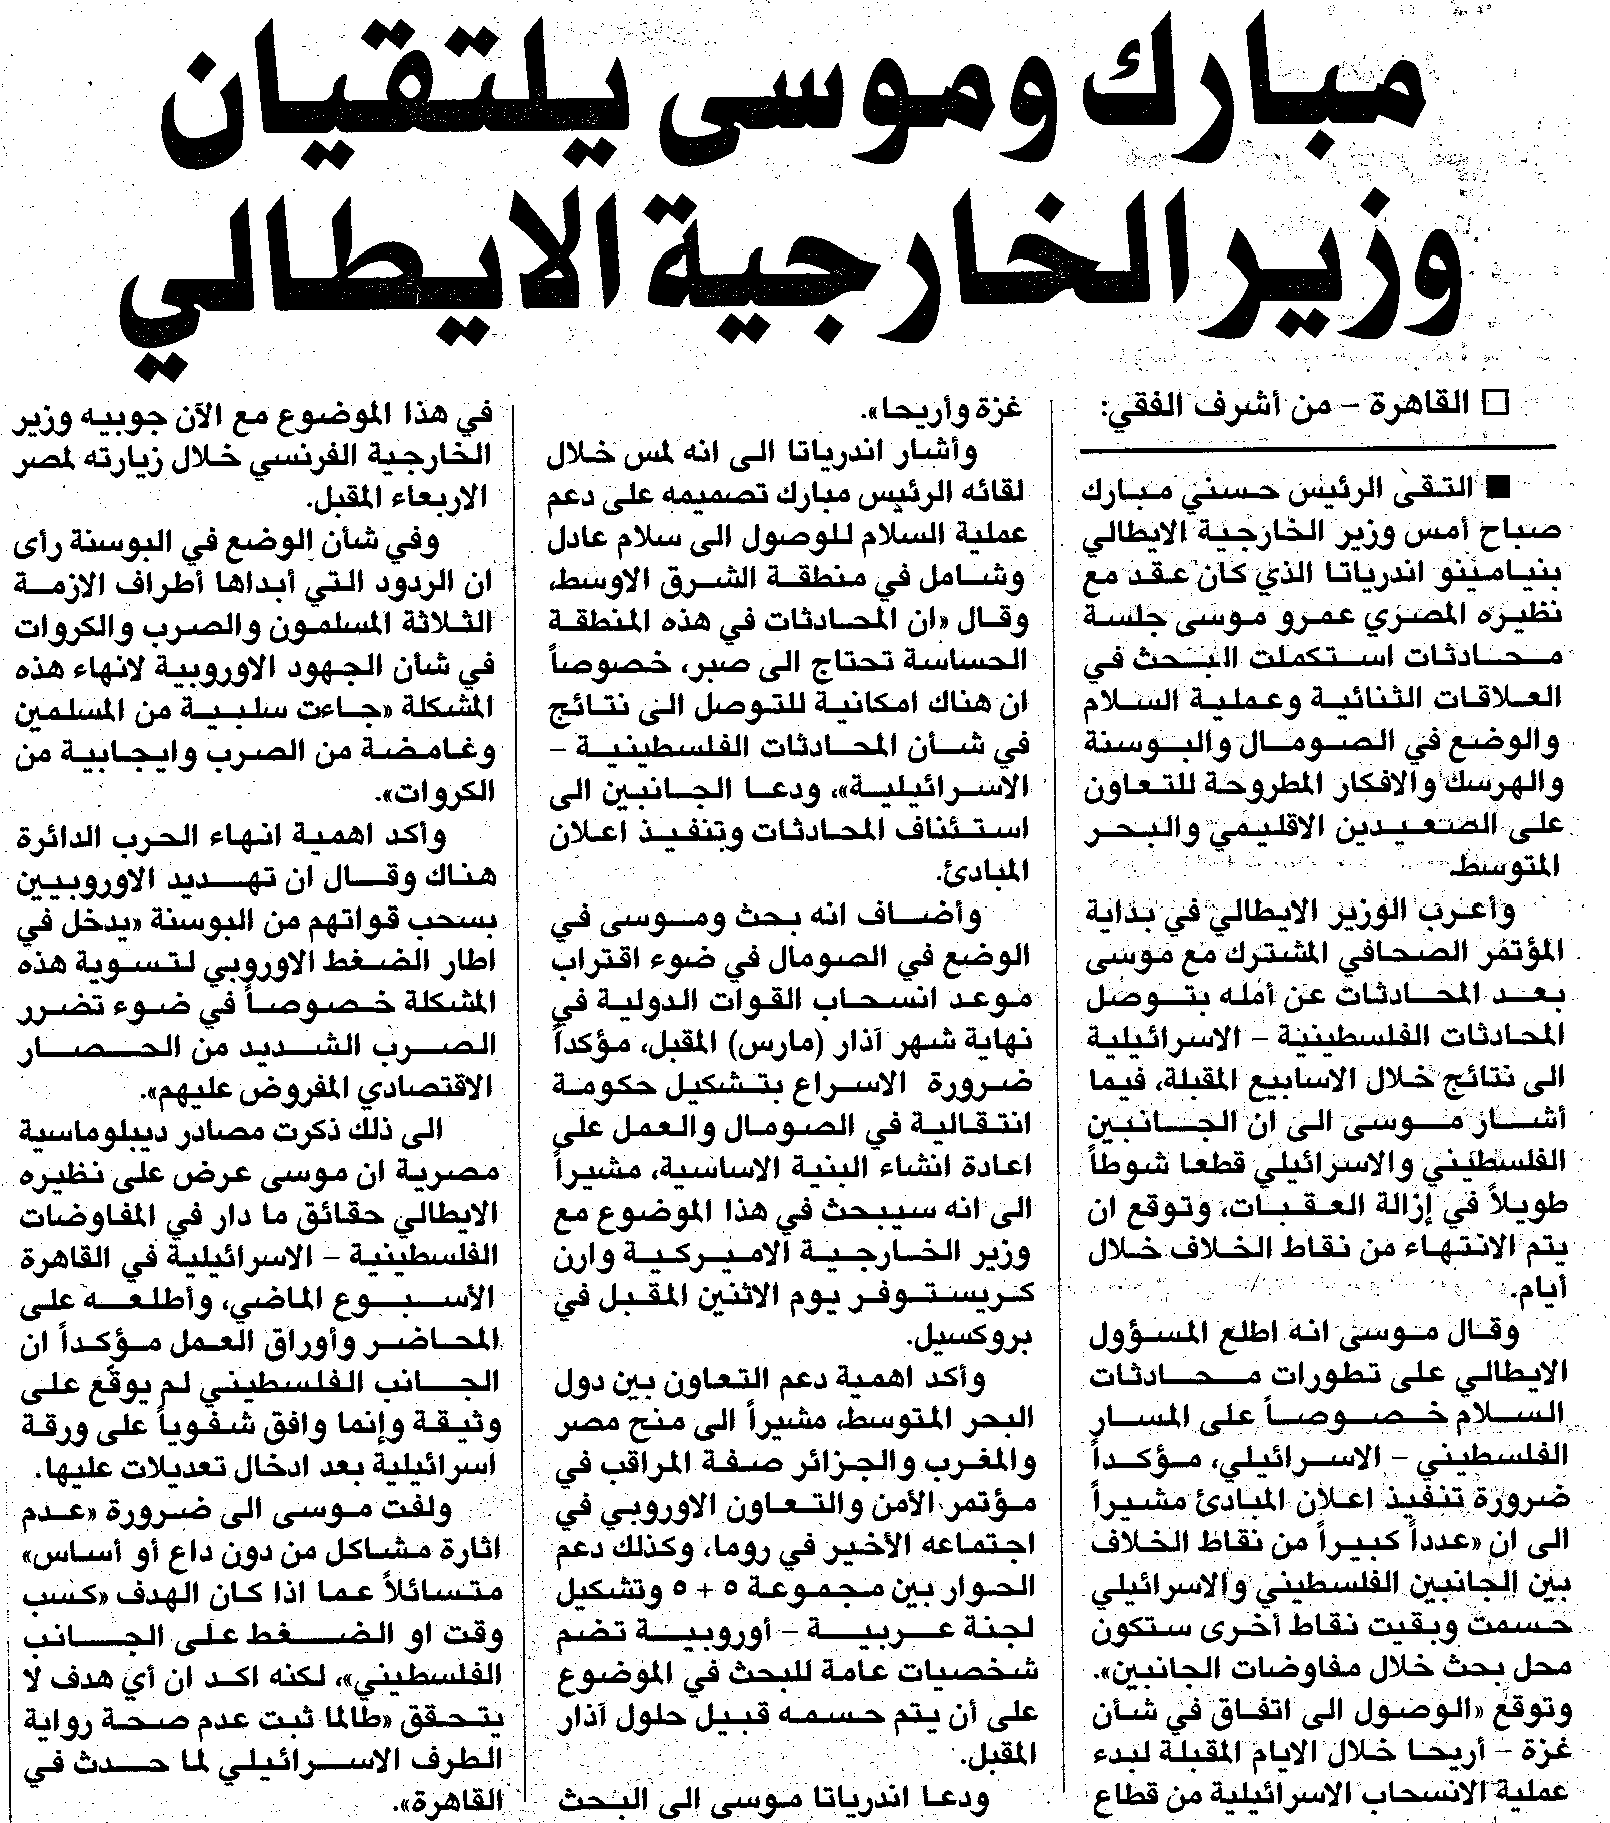 مبارك وموسى يلتقيان
وزير الخارجية الايطالي
□ القاهرة - من أشرف الفقي:
■ التقى الرئيس حسني مبارك
صباح أمس وزير الخارجية الايطالي
بنيامينو اندرياتا الذي كان عقد مع
نظيره المصري عمرو موسى جلسة
محادثات استكملت البحث في
العلاقات الثنائية وعملية السلام
والوضع في الصومال والبوسنة
والهرسك والافكار المطروحة للتعاون
على الصعيدين الاقليمي والبحر
المتوسط.
وأعرب الوزير الايطالي في بداية
المؤتمر الصحافي المشترك مع موسى
بعد المحادثات عن أمله بتوصل
المحادثات الفلسطينية - الاسرائيلية
الى نتائج خلال الاسابيع المقبلة، فيما
أشار موسى الى ان الجانبين
الفلسطيني والاسرائيلي قطعا شوطاً
طويلاً في إزالة العقبات، وتوقع ان
يتم الانتهاء من نقاط الخلاف خلال
أيام.
وقال موسى انه اطلع المسؤول
الايطالي على تطورات محادثات
السلام خصوصاً على المسار
الفلسطيني - الاسرائيلي، مؤكداً
ضرورة تنفيذ اعلان المبادئ مشيراً
الى ان «عدداً كبيراً من نقاط الخلاف
بين الجانبين الفلسطيني والاسرائيلي
حسمت وبقيت نقاط أخرى ستكون
محل بحث خلال مفاوضات الجانبين».
وتوقع «الوصول الى اتفاق في شأن
غزة - أريحا خلال الايام المقبلة لبدء
عملية الانسحاب الاسرائيلية من قطاع
غزة وأريحا».
وأشار اندرياتا الى انه لمس خلال
لقائه الرئيس مبارك تصميمه على دعم
عملية السلام للوصول الى سلام عادل
وشامل في منطقة الشرق الاوسط،
وقال «ان المحادثات في هذه المنطقة
الحساسة تحتاج الى صبر، خصوصاً
ان هناك امكانية للتوصل الى نتائج
في شأن المحادثات الفلسطينية -
الاسرائيلية»، ودعا الجانبين الى
استئناف المحادثات وتنفيذ اعلان
المبادئ.
وأضاف انه بحث وموسى في
الوضع في الصومال في ضوء اقتراب
موعد انسحاب القوات الدولية في
نهاية شهر آذار (مارس) المقبل، مؤكداً
ضرورة الاسراع بتشكيل حكومة
انتقالية في الصومال والعمل على
اعادة انشاء البنية الاساسية، مشيراً
الى انه سيبحث في هذا الموضوع مع
وزير الخارجية الاميركية وارن
كريستوفر يوم الاثنين المقبل في
بروكسيل.
وأكد اهمية دعم التعاون بين دول
البحر المتوسط، مشيراً الى منح مصر
والمغرب والجزائر صفة المراقب في
مؤتمر الأمن والتعاون الاوروبي في
اجتماعه الأخير في روما، وكذلك دعم
الحوار بين مجموعة ٥ + ٥ وتشكيل
لجنة عربية - أوروبية تضم
شخصيات عامة للبحث في الموضوع
على أن يتم حسمه قبيل حلول آذار
المقبل.
ودعا اندرياتا موسى الى البحث
في هذا الموضوع مع الآن جوبيه وزير
الخارجية الفرنسي خلال زيارته لمصر
الاربعاء المقبل.
وفي شأن الوضع في البوسنة رأى
ان الردود التي أبداها أطراف الازمة
الثلاثة المسلمون والصرب والكروات
في شأن الجهود الاوروبية لانهاء هذه
المشكلة «جاءت سلبية من المسلمين
وغامضة من الصرب وايجابية من
الكروات».
وأكد اهمية انهاء الحرب الدائرة
هناك وقال ان تهديد الاوروبيين
بسحب قواتهم من البوسنة «يدخل في
اطار الضغط الاوروبي لتسوية هذه
المشكلة خصوصاً في ضوء تضرر
الصرب الشديد من الحصار
الاقتصادي المفروض عليهم».
الى ذلك ذكرت مصادر ديبلوماسية
مصرية ان موسى عرض على نظيره
الايطالي حقائق ما دار في المفاوضات
الفلسطينية - الاسرائيلية في القاهرة
الأسبوع الماضي، وأطلعه على
المحاضر وأوراق العمل مؤكداً ان
الجانب الفلسطيني لم يوقع على
وثيقة وإنما وافق شفوياً على ورقة
اسرائيلية بعد ادخال تعديلات عليها.
ولفت موسى الى ضرورة «عدم
اثارة مشاكل من دون داع أو أساس»
متسائلاً عما اذا كان الهدف «كسب
وقت او الضغط على الجانب
الفلسطيني»، لكنه اكد ان أي هدف لا
يتحقق «طالما ثبت عدم صحة رواية
الطرف الاسرائيلي لما حدث في
القاهرة».